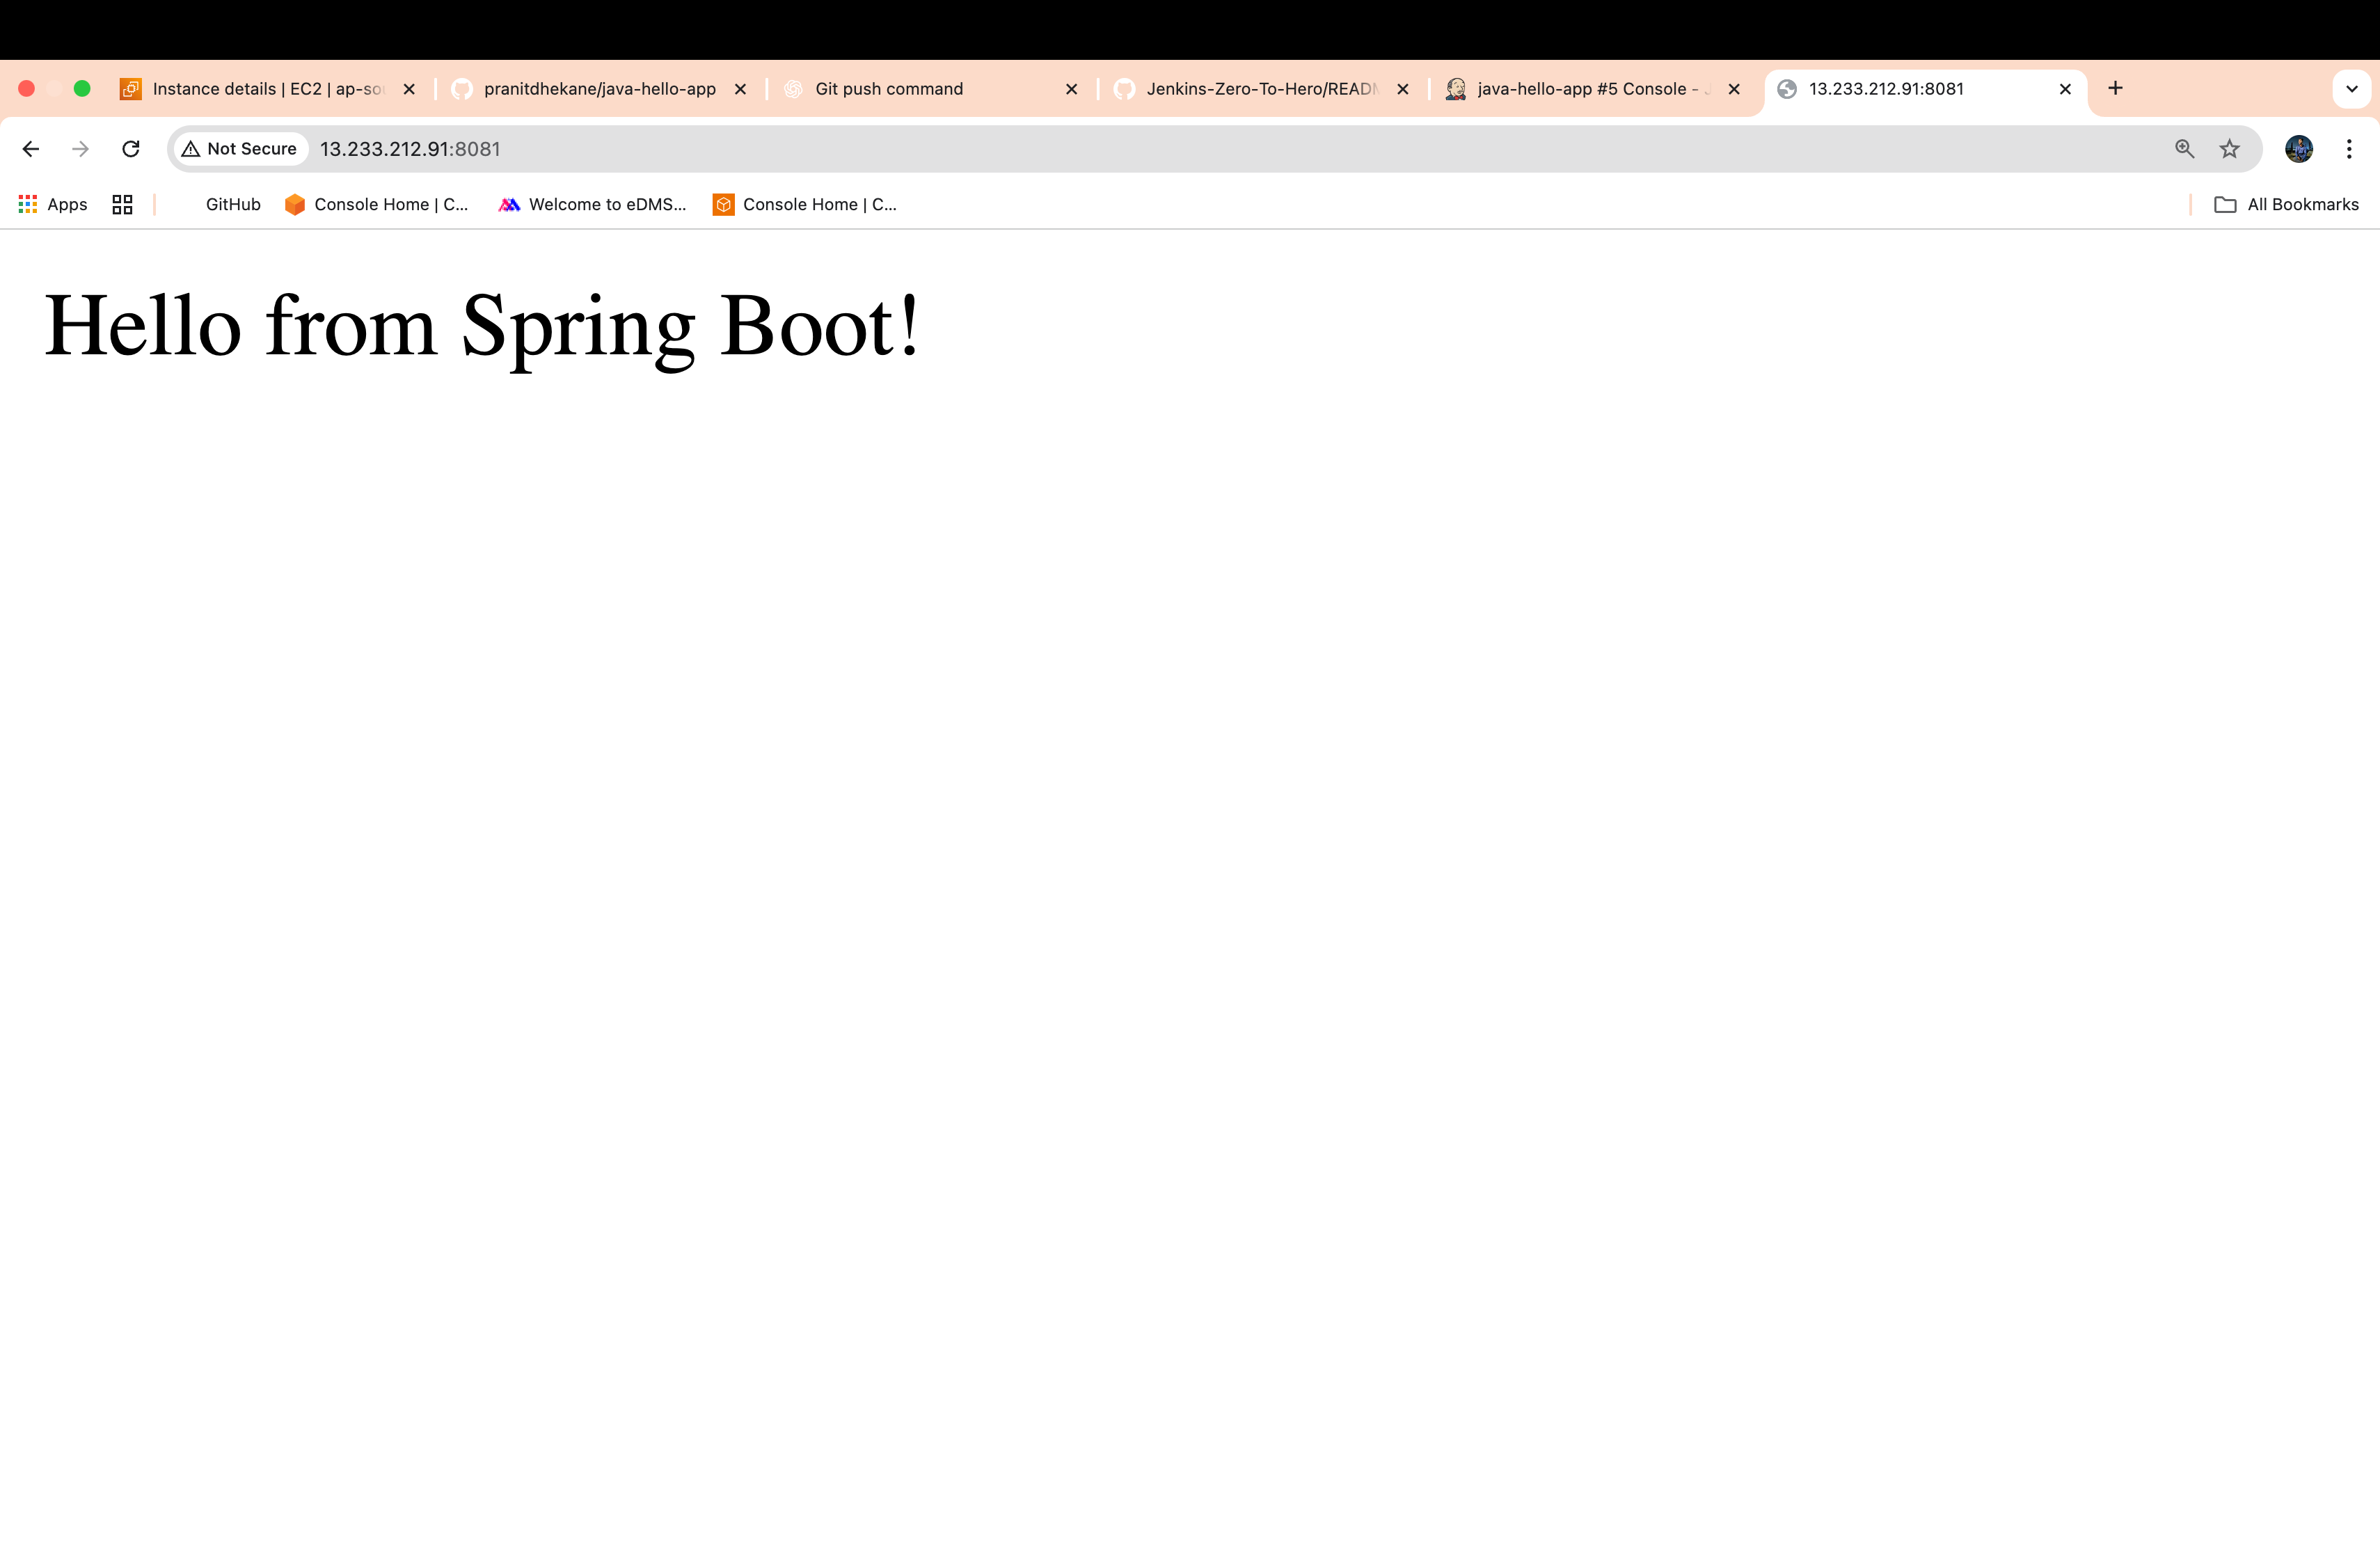 Instance details | EC2 | ap-sou
pranitdhekane/java-hello-app
Git push command
Jenkins-Zero-To-Hero/READM
java-hello-app #5 Console - J
13.233.212.91:8081
Not Secure
13.233.212.91:8081
Apps
GitHub
Console Home | C...
Welcome to eDMS...
Console Home | C...
All Bookmarks
Hello from Spring Boot!